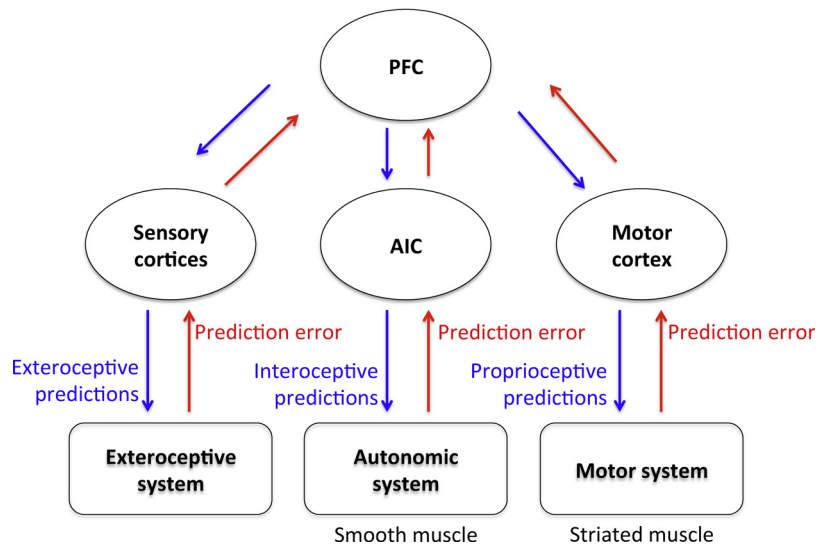 PFC
Sensory
cortices
AIC
Motor
cortex
Prediction error
Prediction error
Prediction error
Exteroceptive
predictions
Interoceptive
predictions
Proprioceptive
predictions
Exteroceptive
system
Autonomic
system
Motor system
Smooth muscle
Striated muscle